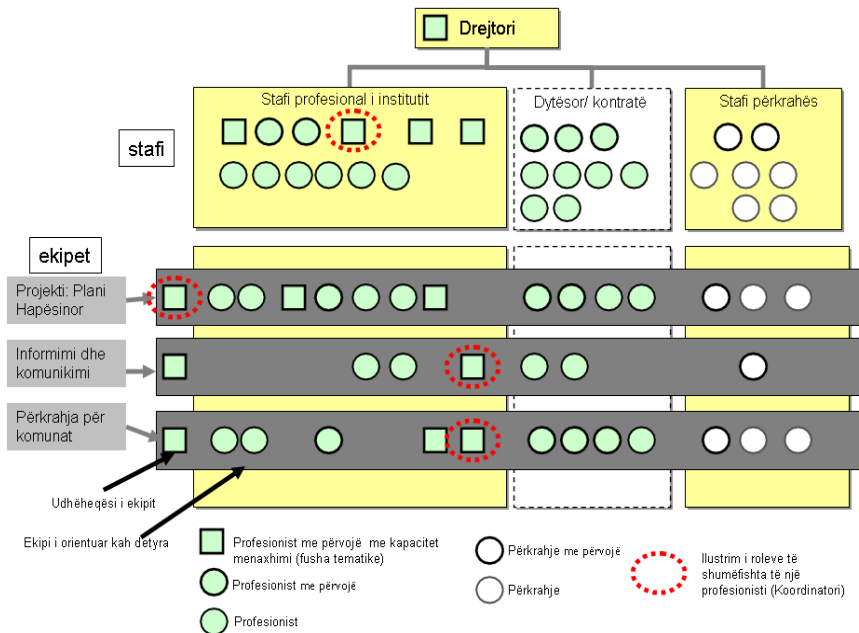 Drejtori
Stafi profesional i institutit
Dytësor/ kontratë
Stafi përkrahës
stafi
ekipet
Projekti: Plani
Hapësinor
Informimi dhe
komunikimi
Përkrahja për
komunat
Udhëheqësi i ekipit
Ekipi i orientuar kah detyra
Profesionist me përvojë me kapacitet
menaxhimi (fusha tematike)
Profesionist me përvojë
Profesionist
Përkrahje me përvojë
Përkrahje
Ilustrim i roleve të
shumëfishta të një
profesionisti (Koordinatori)